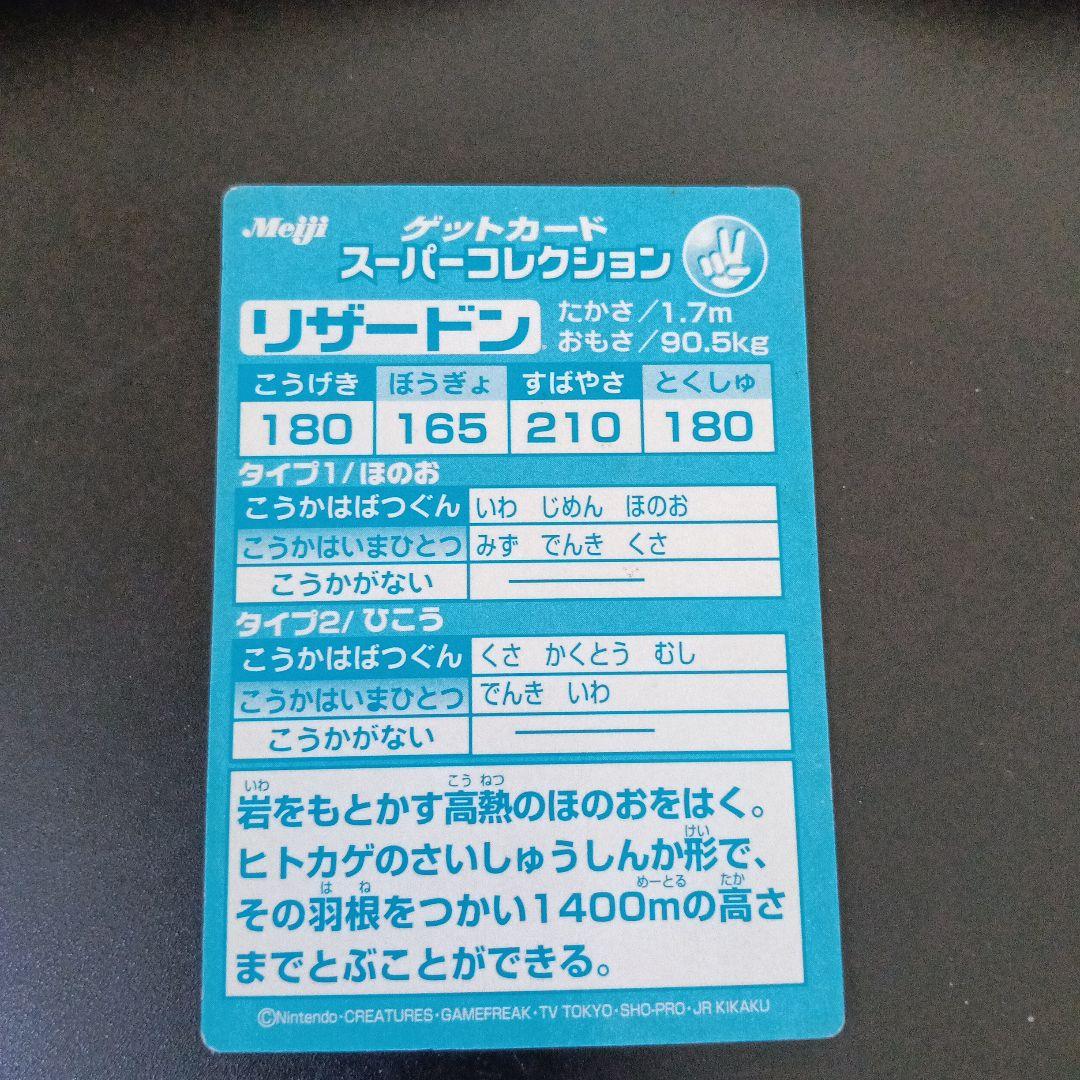 Meiji
ゲットカード
スーパーコレクション
リザードン
たかさ/1.7m
おもさ/90.5kg
こうげき ぼうぎょ すばやさ とくしゅ
180 165 210 180
タイプ1/ほのお
こうかはばつぐん いわ じめん ほのお
こうかはいまひとつ みず でんき くさ
こうかがない ―
タイプ2/ひこう
こうかはばつぐん くさ かくとう むし
こうかはいまひとつ でんき いわ
こうかがない ―
いわ こう ねつ
岩をもとかす高熱のほのおをはく。
けい
ヒトカゲのさいしゅうしんか形で、
は ね めーとる たか
その羽根をつかい1400mの高さ
までとぶことができる。
©Nintendo・CREATURES・GAMEFREAK・TV TOKYO・SHO-PRO・JR KIKAKU